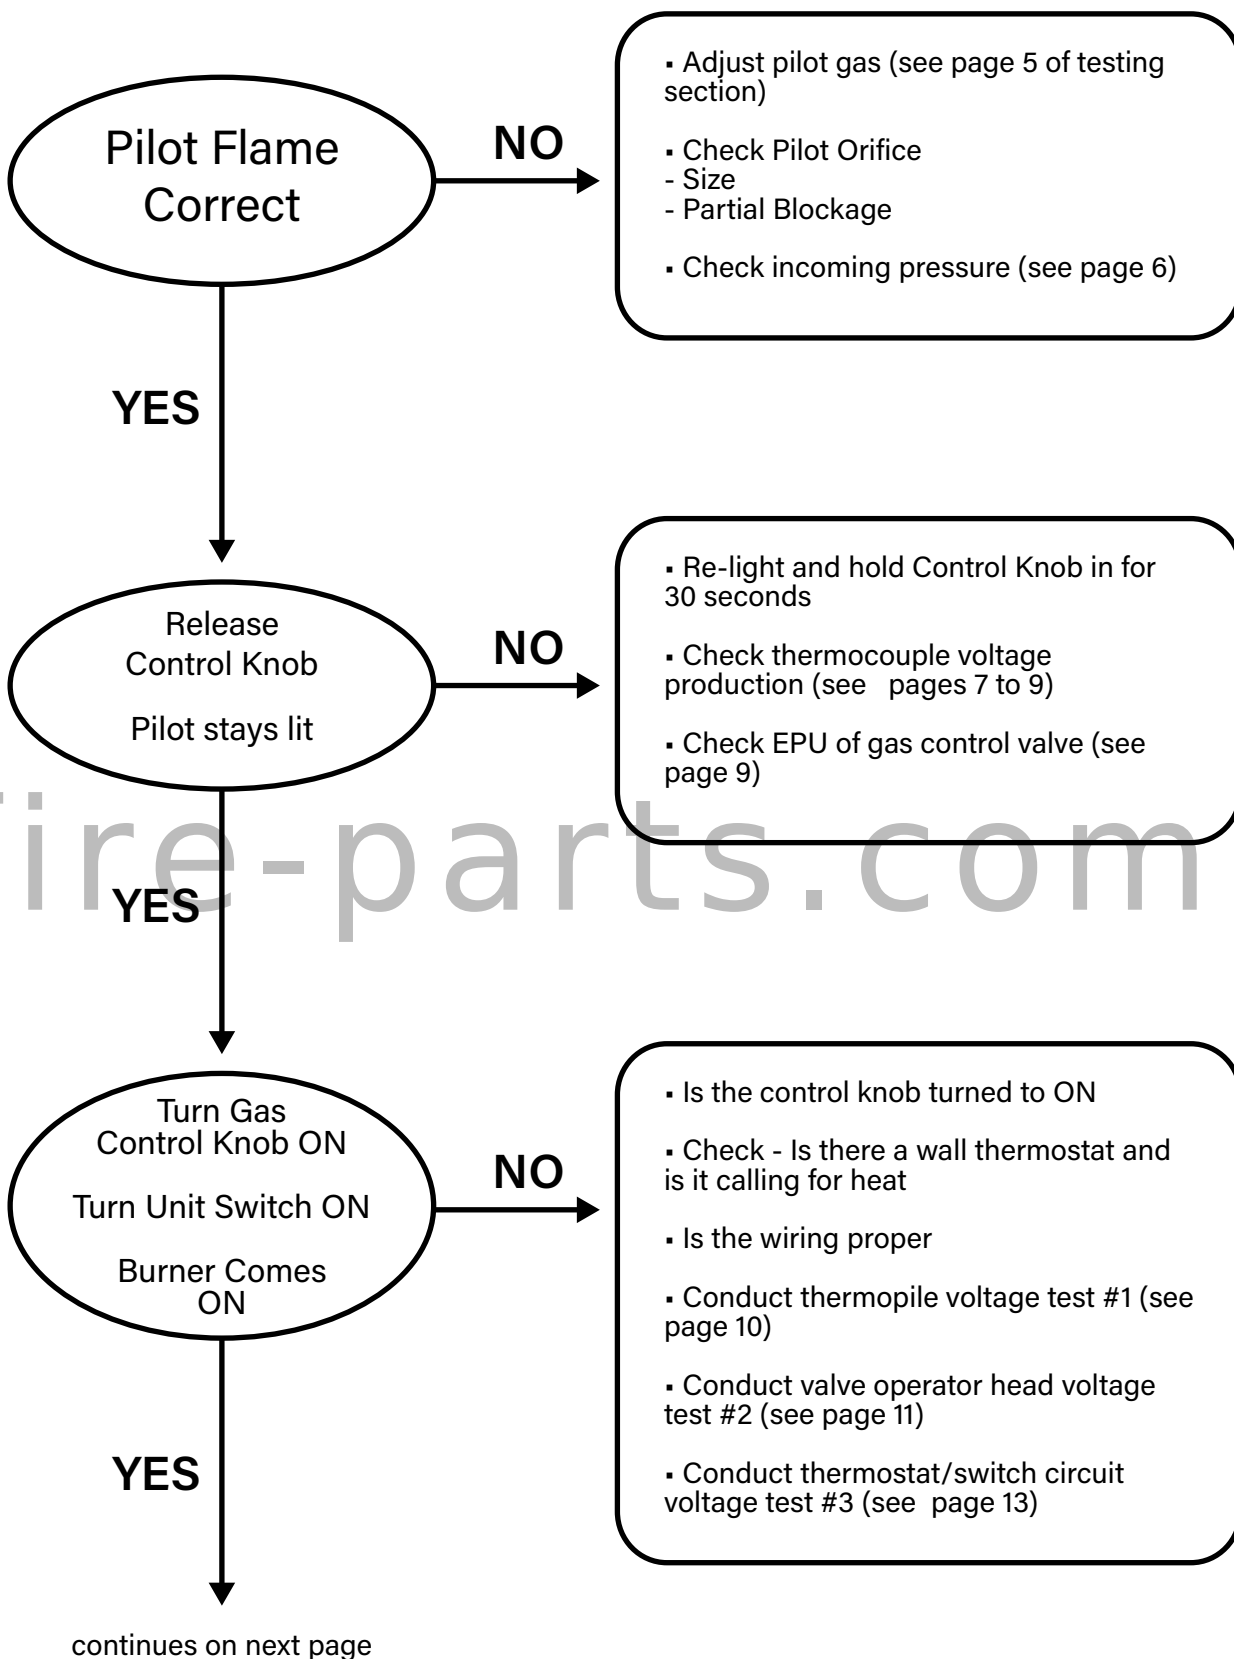 Pilot Flame
Correct
NO
▪ Adjust pilot gas (see page 5 of testing
section)
▪ Check Pilot Orifice
- Size
- Partial Blockage
▪ Check incoming pressure (see page 6)
YES
Release
Control Knob
Pilot stays lit
NO
▪ Re-light and hold Control Knob in for
30 seconds
▪ Check thermocouple voltage
production (see pages 7 to 9)
▪ Check EPU of gas control valve (see
page 9)
fire-parts.com
YES
Turn Gas
Control Knob ON
Turn Unit Switch ON
Burner Comes
ON
NO
▪ Is the control knob turned to ON
▪ Check - Is there a wall thermostat and
is it calling for heat
▪ Is the wiring proper
▪ Conduct thermopile voltage test #1 (see
page 10)
▪ Conduct valve operator head voltage
test #2 (see page 11)
▪ Conduct thermostat/switch circuit
voltage test #3 (see page 13)
YES
continues on next page